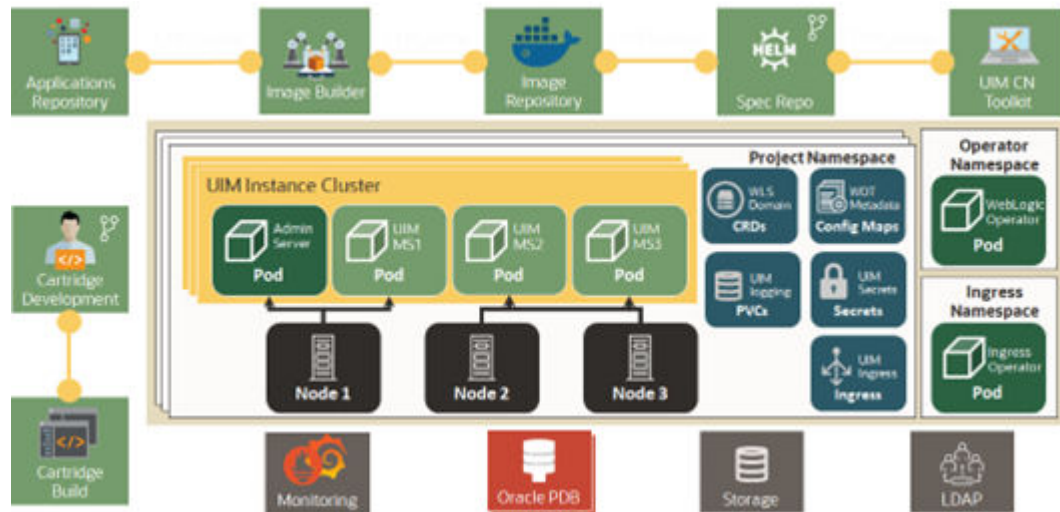 Applications
Repository
Image Builder
Image
Repository
HELM
Spec Repo
UIM CN
Toolkit
Cartridge
Development
Cartridge
Build
Project Namespace
UIM Instance Cluster
Admin
Server
Pod
UIM
MS1
Pod
UIM
MS2
Pod
UIM
MS3
Pod
Node 1
Node 2
Node 3
WLS
Domain
CRDs
WDT
Metadata
Config Maps
UIM
logging
PVCs
UIM
Secrets
Secrets
UIM
Ingress
Ingress
Operator
Namespace
WebLogic
Operator
Pod
Ingress
Namespace
Ingress
Operator
Pod
Monitoring
Oracle PDB
Storage
LDAP